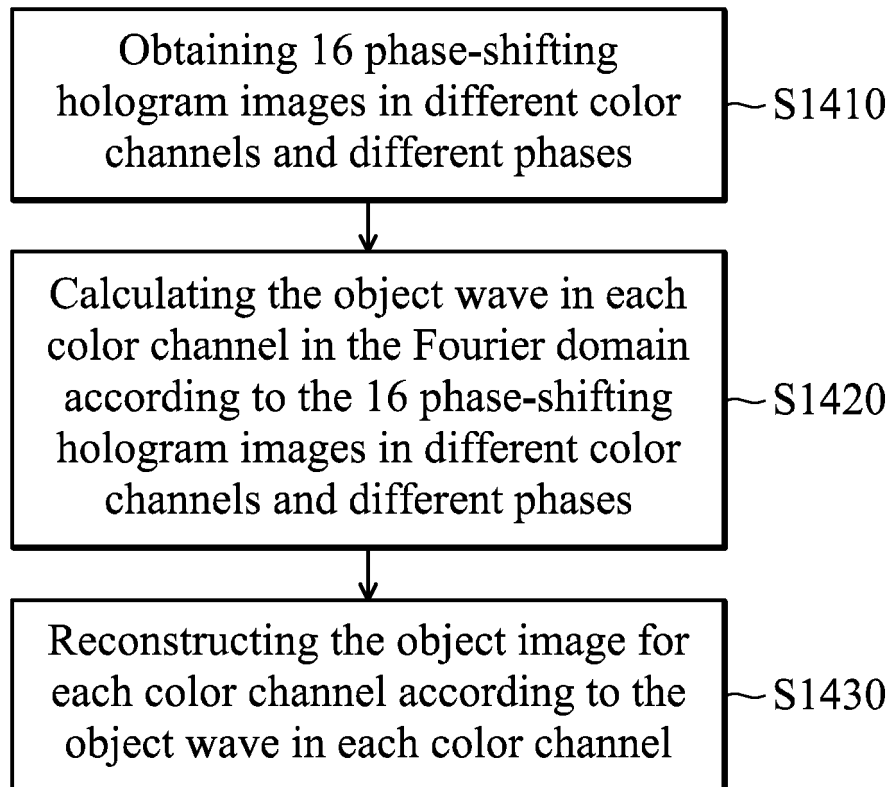 Obtaining 16 phase-shifting
hologram images in different color
channels and different phases
S1410
Calculating the object wave in each
color channel in the Fourier domain
according to the 16 phase-shifting
hologram images in different color
channels and different phases
S1420
Reconstructing the object image for
each color channel according to the
object wave in each color channel
S1430